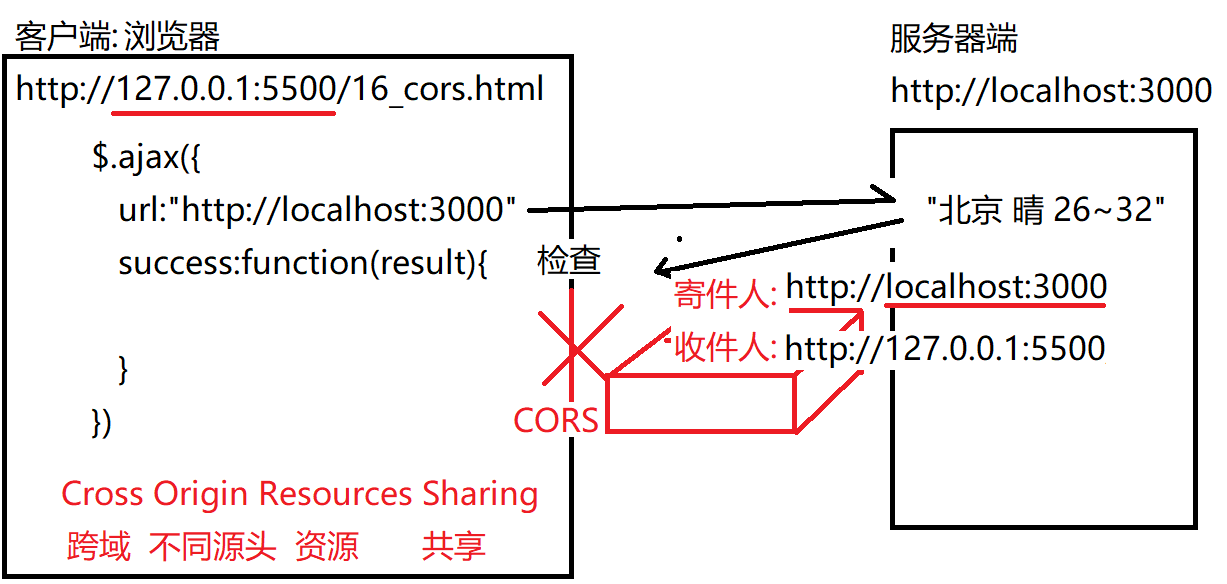 客户端: 浏览器
http://127.0.0.1:5500/16_cors.html
$.ajax({
url:"http://localhost:3000"
success:function(result){
}
})
检查
CORS
Cross Origin Resources Sharing
跨域 不同源头 资源 共享
服务器端
http://localhost:3000
"北京 晴 26~32"
寄件人: http://localhost:3000
收件人: http://127.0.0.1:5500